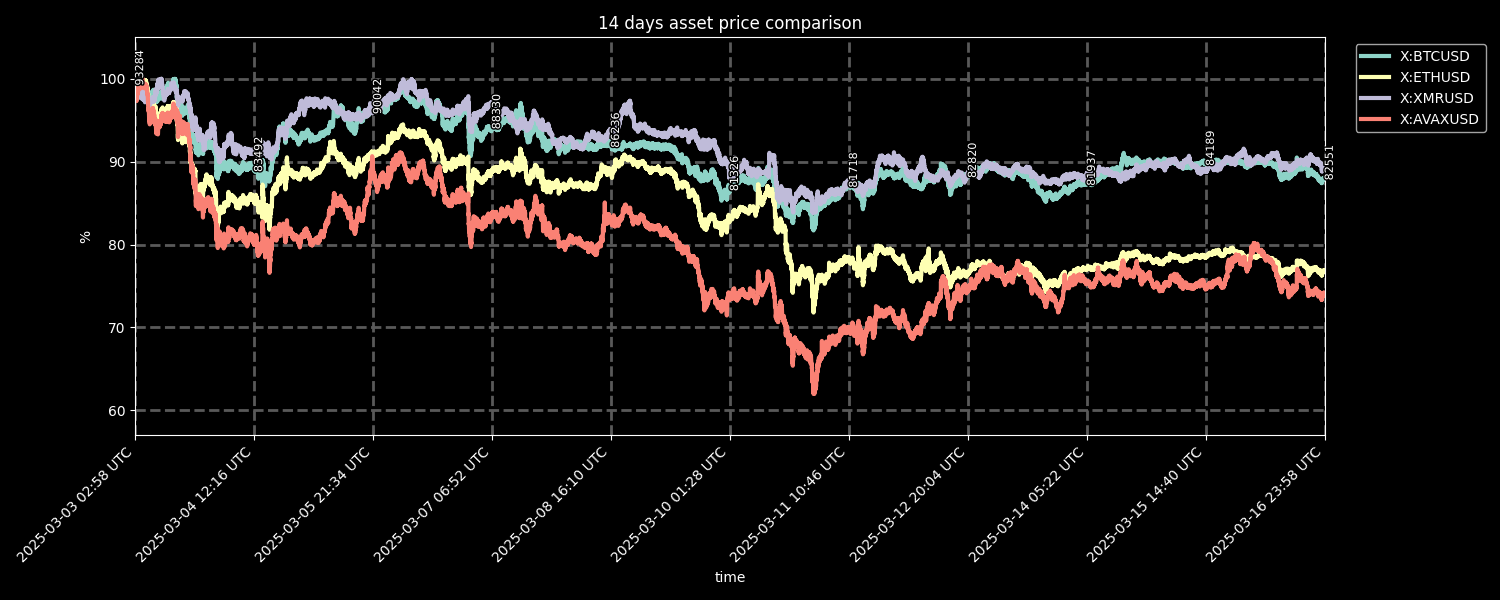 14 days asset price comparison
X:BTCUSD
X:ETHUSD
X:XMRUSD
X:AVAXUSD
%
100
90
80
70
60
93284
83492
90042
88330
86236
81326
81718
82820
81937
84189
82551
2025-03-03 02:58 UTC
2025-03-04 12:16 UTC
2025-03-05 21:34 UTC
2025-03-07 06:52 UTC
2025-03-08 16:10 UTC
2025-03-10 01:28 UTC
2025-03-11 10:46 UTC
2025-03-12 20:04 UTC
2025-03-14 05:22 UTC
2025-03-15 14:40 UTC
2025-03-16 23:58 UTC
time